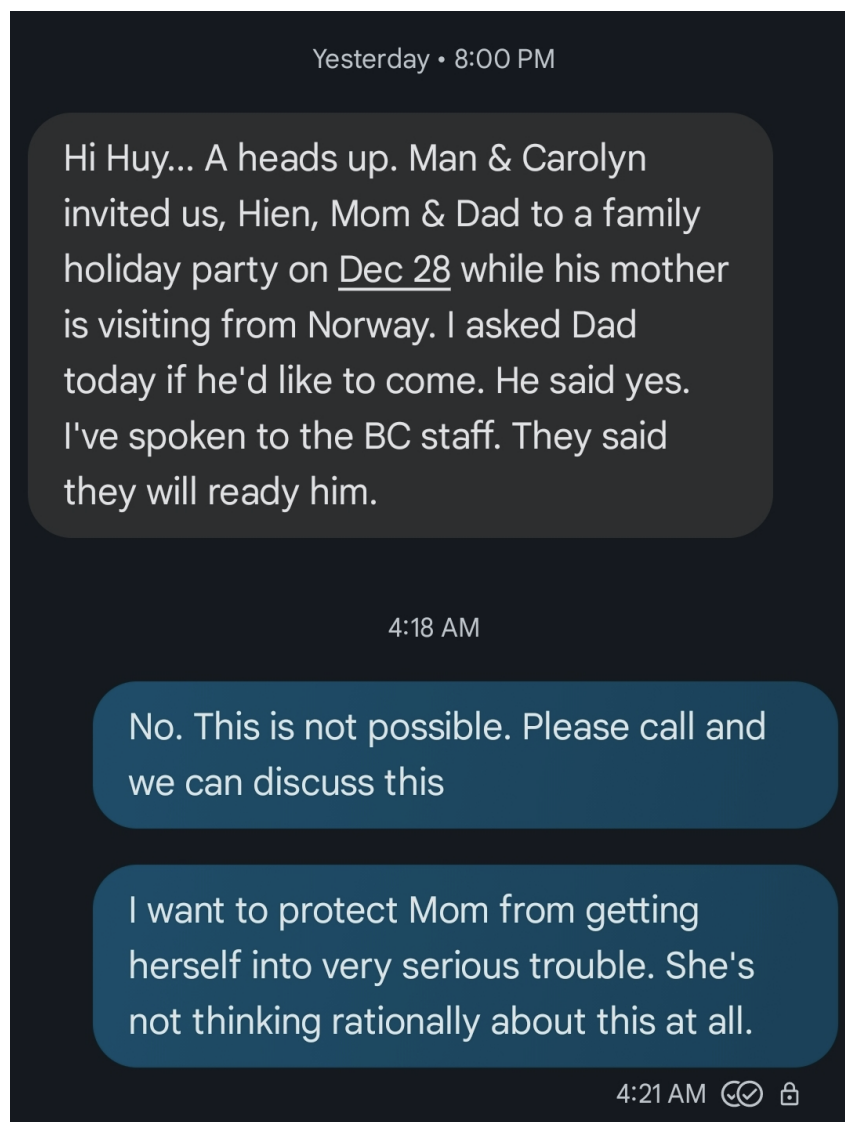 Yesterday • 8:00 PM
Hi Huy... A heads up. Man & Carolyn
invited us, Hien, Mom & Dad to a family
holiday party on Dec 28 while his mother
is visiting from Norway. I asked Dad
today if he'd like to come. He said yes.
I've spoken to the BC staff. They said
they will ready him.
4:18 AM
No. This is not possible. Please call and
we can discuss this
I want to protect Mom from getting
herself into very serious trouble. She's
not thinking rationally about this at all.
4:21 AM